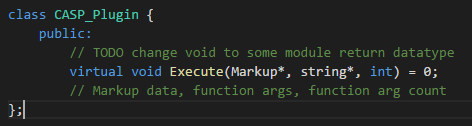 class CASP_Plugin {
    public:
        // TODO change void to some module return datatype
        virtual void Execute(Markup*, string*, int) = 0;
        // Markup data, function args, function arg count
};